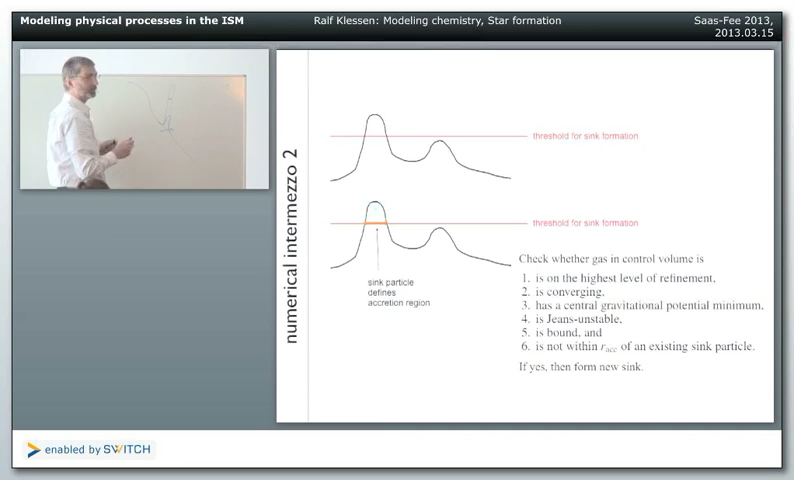 Modeling physical processes in the ISM
Ralf Klessen: Modeling chemistry, Star formation
Saas-Fee 2013,
2013.03.15
numerical intermezzo 2
threshold for sink formation
threshold for sink formation
sink particle
defines
accretion region
Check whether gas in control volume is
1. is on the highest level of refinement,
2. is converging,
3. has a central gravitational potential minimum,
4. is Jeans-unstable,
5. is bound, and
6. is not within racc of an existing sink particle.
If yes, then form new sink.
enabled by SWITCH